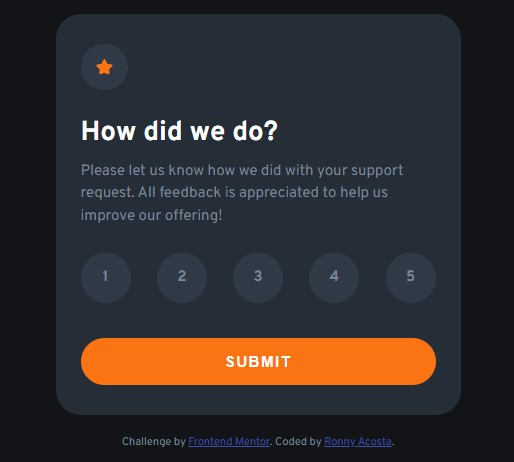 How did we do?
Please let us know how we did with your support
request. All feedback is appreciated to help us
improve our offering!
1 2 3 4 5
SUBMIT
Challenge by Frontend Mentor. Coded by Ronny Acosta.